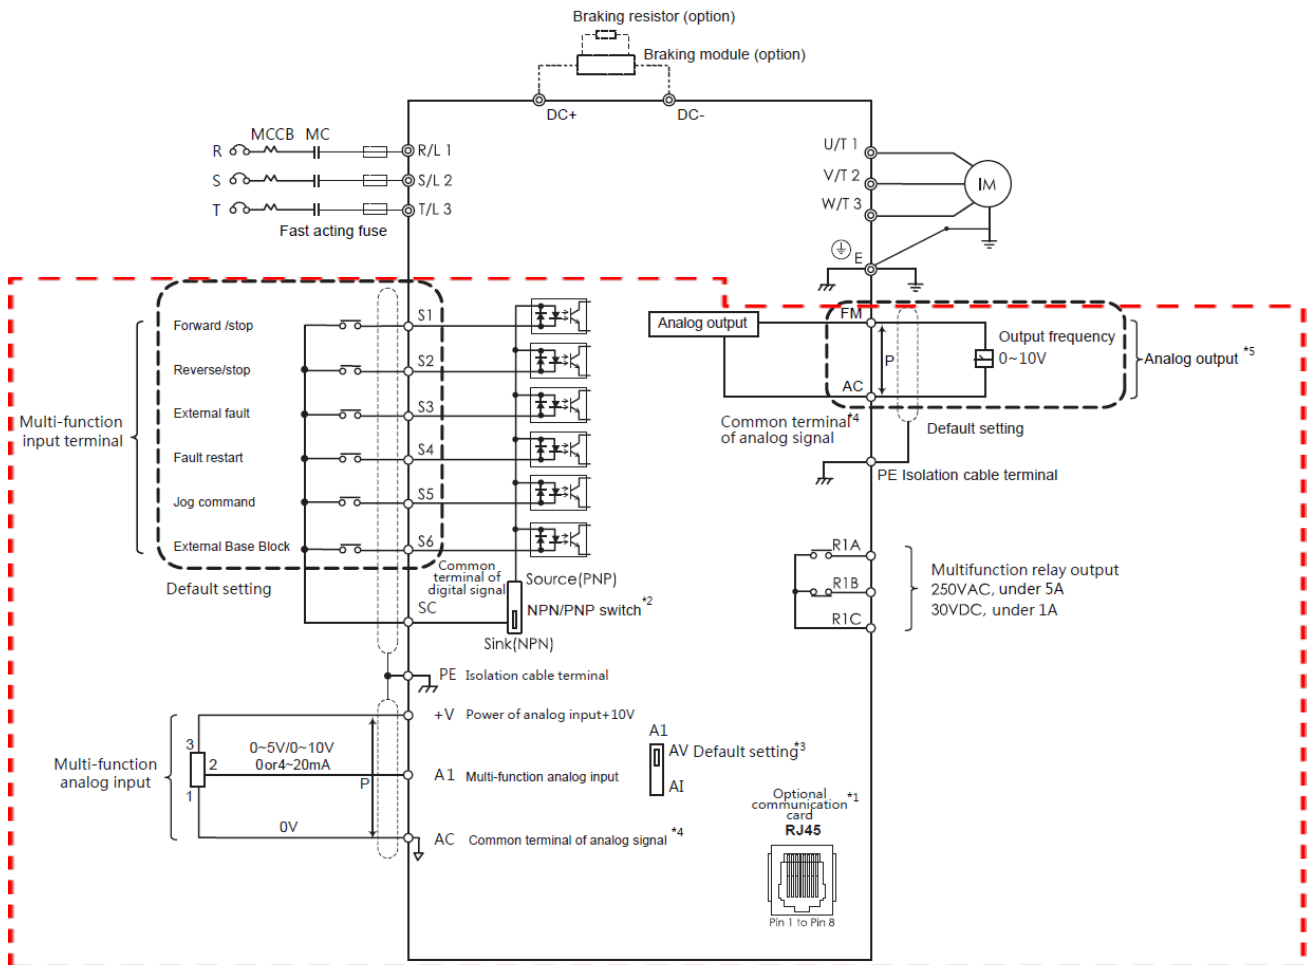 Braking resistor (option)
Braking module (option)
DC+
DC-
MCCB MC
R
R/L 1
S
S/L 2
T
T/L 3
Fast acting fuse
U/T 1
V/T 2
W/T 3
IM
E
Multi-function
input terminal
Forward /stop
S1
Reverse/stop
S2
External fault
S3
Fault restart
S4
Jog command
S5
External Base Block
S6
Default setting
Common
terminal of
digital signal
SC
Source(PNP)
NPN/PNP switch*2
Sink(NPN)
PE Isolation cable terminal
Analog output
FM
P
AC
Output frequency
0~10V
Analog output *5
Common terminal*4
of analog signal
Default setting
PE Isolation cable terminal
R1A
R1B
R1C
Multifunction relay output
250VAC, under 5A
30VDC, under 1A
Multi-function
analog input
3
2
1
0~5V/0~10V
0or4~20mA
P
0V
+V Power of analog input+10V
A1 Multi-function analog input
AC Common terminal of analog signal *4
A1
AV Default setting*3
AI
Optional
communication*1
card
RJ45
Pin 1 to Pin 8